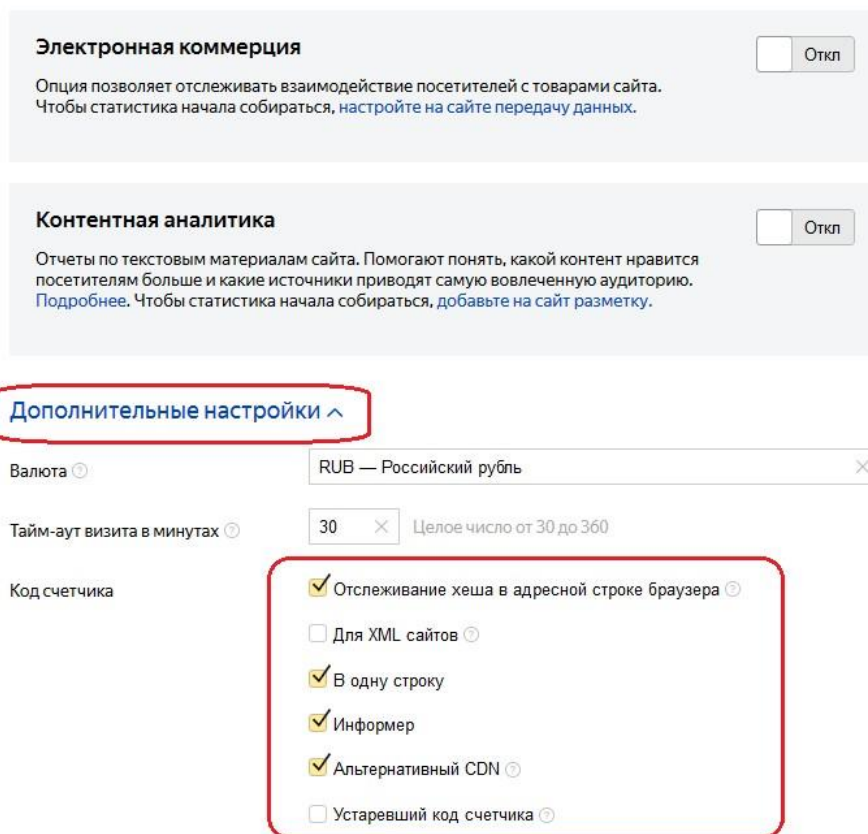 Электронная коммерция
Откл
Опция позволяет отслеживать взаимодействие посетителей с товарами сайта.
Чтобы статистика начала собираться, настройте на сайте передачу данных.
Контентная аналитика
Откл
Отчеты по текстовым материалам сайта. Помогают понять, какой контент нравится
посетителям больше и какие источники приводят самую вовлеченную аудиторию.
Подробнее. Чтобы статистика начала собираться, добавьте на сайт разметку.
Дополнительные настройки
Валюта ? RUB — Российский рубль
Тайм-аут визита в минутах ? 30 Целое число от 30 до 360
Код счетчика Отслеживание хеша в адресной строке браузера ?
Для XML сайтов ?
В одну строку
Информер
Альтернативный CDN ?
Устаревший код счетчика ?